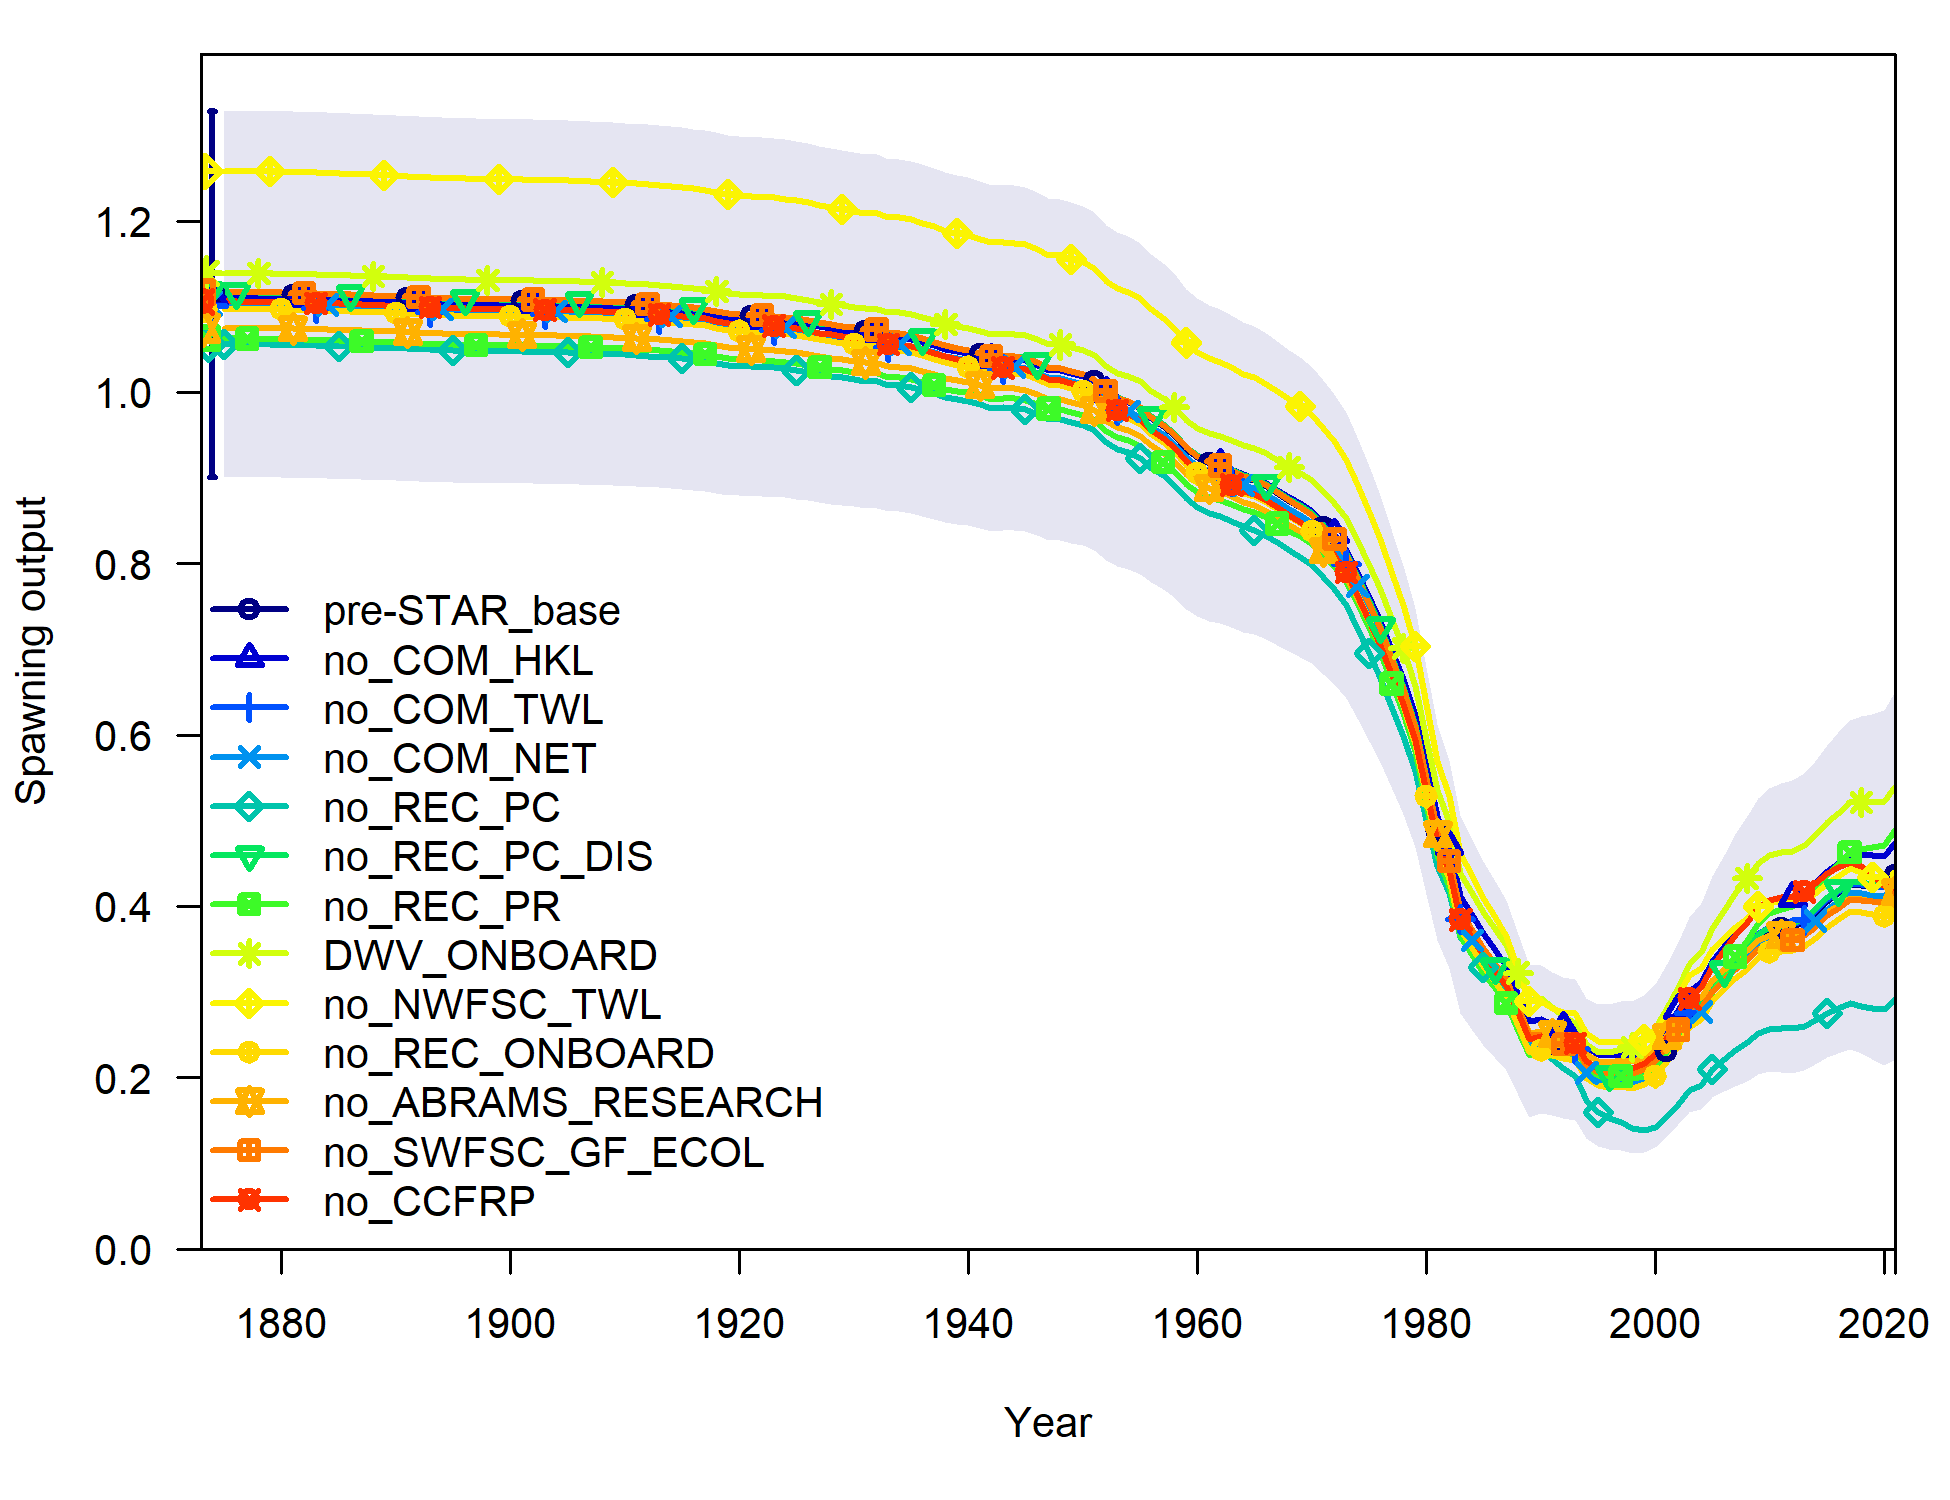 1.2
1.0
0.8
0.6
0.4
0.2
0.0
Spawning output
pre-STAR_base
no_COM_HKL
no_COM_TWL
no_COM_NET
no_REC_PC
no_REC_PC_DIS
no_REC_PR
DWV_ONBOARD
no_NWFSC_TWL
no_REC_ONBOARD
no_ABRAMS_RESEARCH
no_SWFSC_GF_ECOL
no_CCFRP
1880 1900 1920 1940 1960 1980 2000 2020
Year